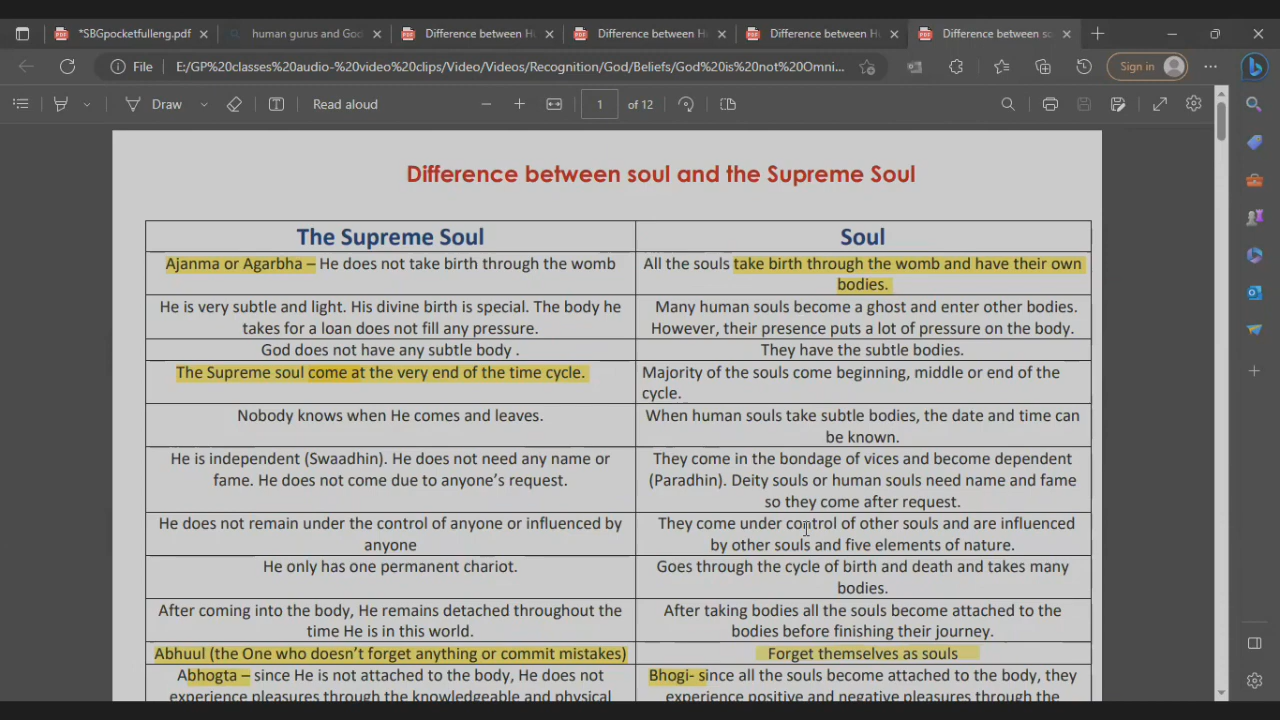 *SBGpocketfulleng.pdf
human gurus and God
Difference between H
Difference between H
Difference between H
Difference between s
File
E:/GP%20classes%20audio-%20video%20clips/Video/Videos/Recognition/God/Beliefs/God%20is%20not%20Omni...
Sign in
Draw
Read aloud
1 of 12
Difference between soul and the Supreme Soul
The Supreme Soul
Soul
Ajanma or Agarbha – He does not take birth through the womb
All the souls take birth through the womb and have their own
bodies.
He is very subtle and light. His divine birth is special. The body he
takes for a loan does not fill any pressure.
Many human souls become a ghost and enter other bodies.
However, their presence puts a lot of pressure on the body.
God does not have any subtle body .
They have the subtle bodies.
The Supreme soul come at the very end of the time cycle.
Majority of the souls come beginning, middle or end of the
cycle.
Nobody knows when He comes and leaves.
When human souls take subtle bodies, the date and time can
be known.
He is independent (Swaadhin). He does not need any name or
fame. He does not come due to anyone's request.
They come in the bondage of vices and become dependent
(Paradhin). Deity souls or human souls need name and fame
so they come after request.
He does not remain under the control of anyone or influenced by
anyone
They come under control of other souls and are influenced
by other souls and five elements of nature.
He only has one permanent chariot.
Goes through the cycle of birth and death and takes many
bodies.
After coming into the body, He remains detached throughout the
time He is in this world.
After taking bodies all the souls become attached to the
bodies before finishing their journey.
Abhuul (the One who doesn't forget anything or commit mistakes)
Forget themselves as souls
Abhogta – since He is not attached to the body, He does not
experience pleasures through the knowledgeable and physical
Bhogi- since all the souls become attached to the body, they
experience positive and negative pleasures through the